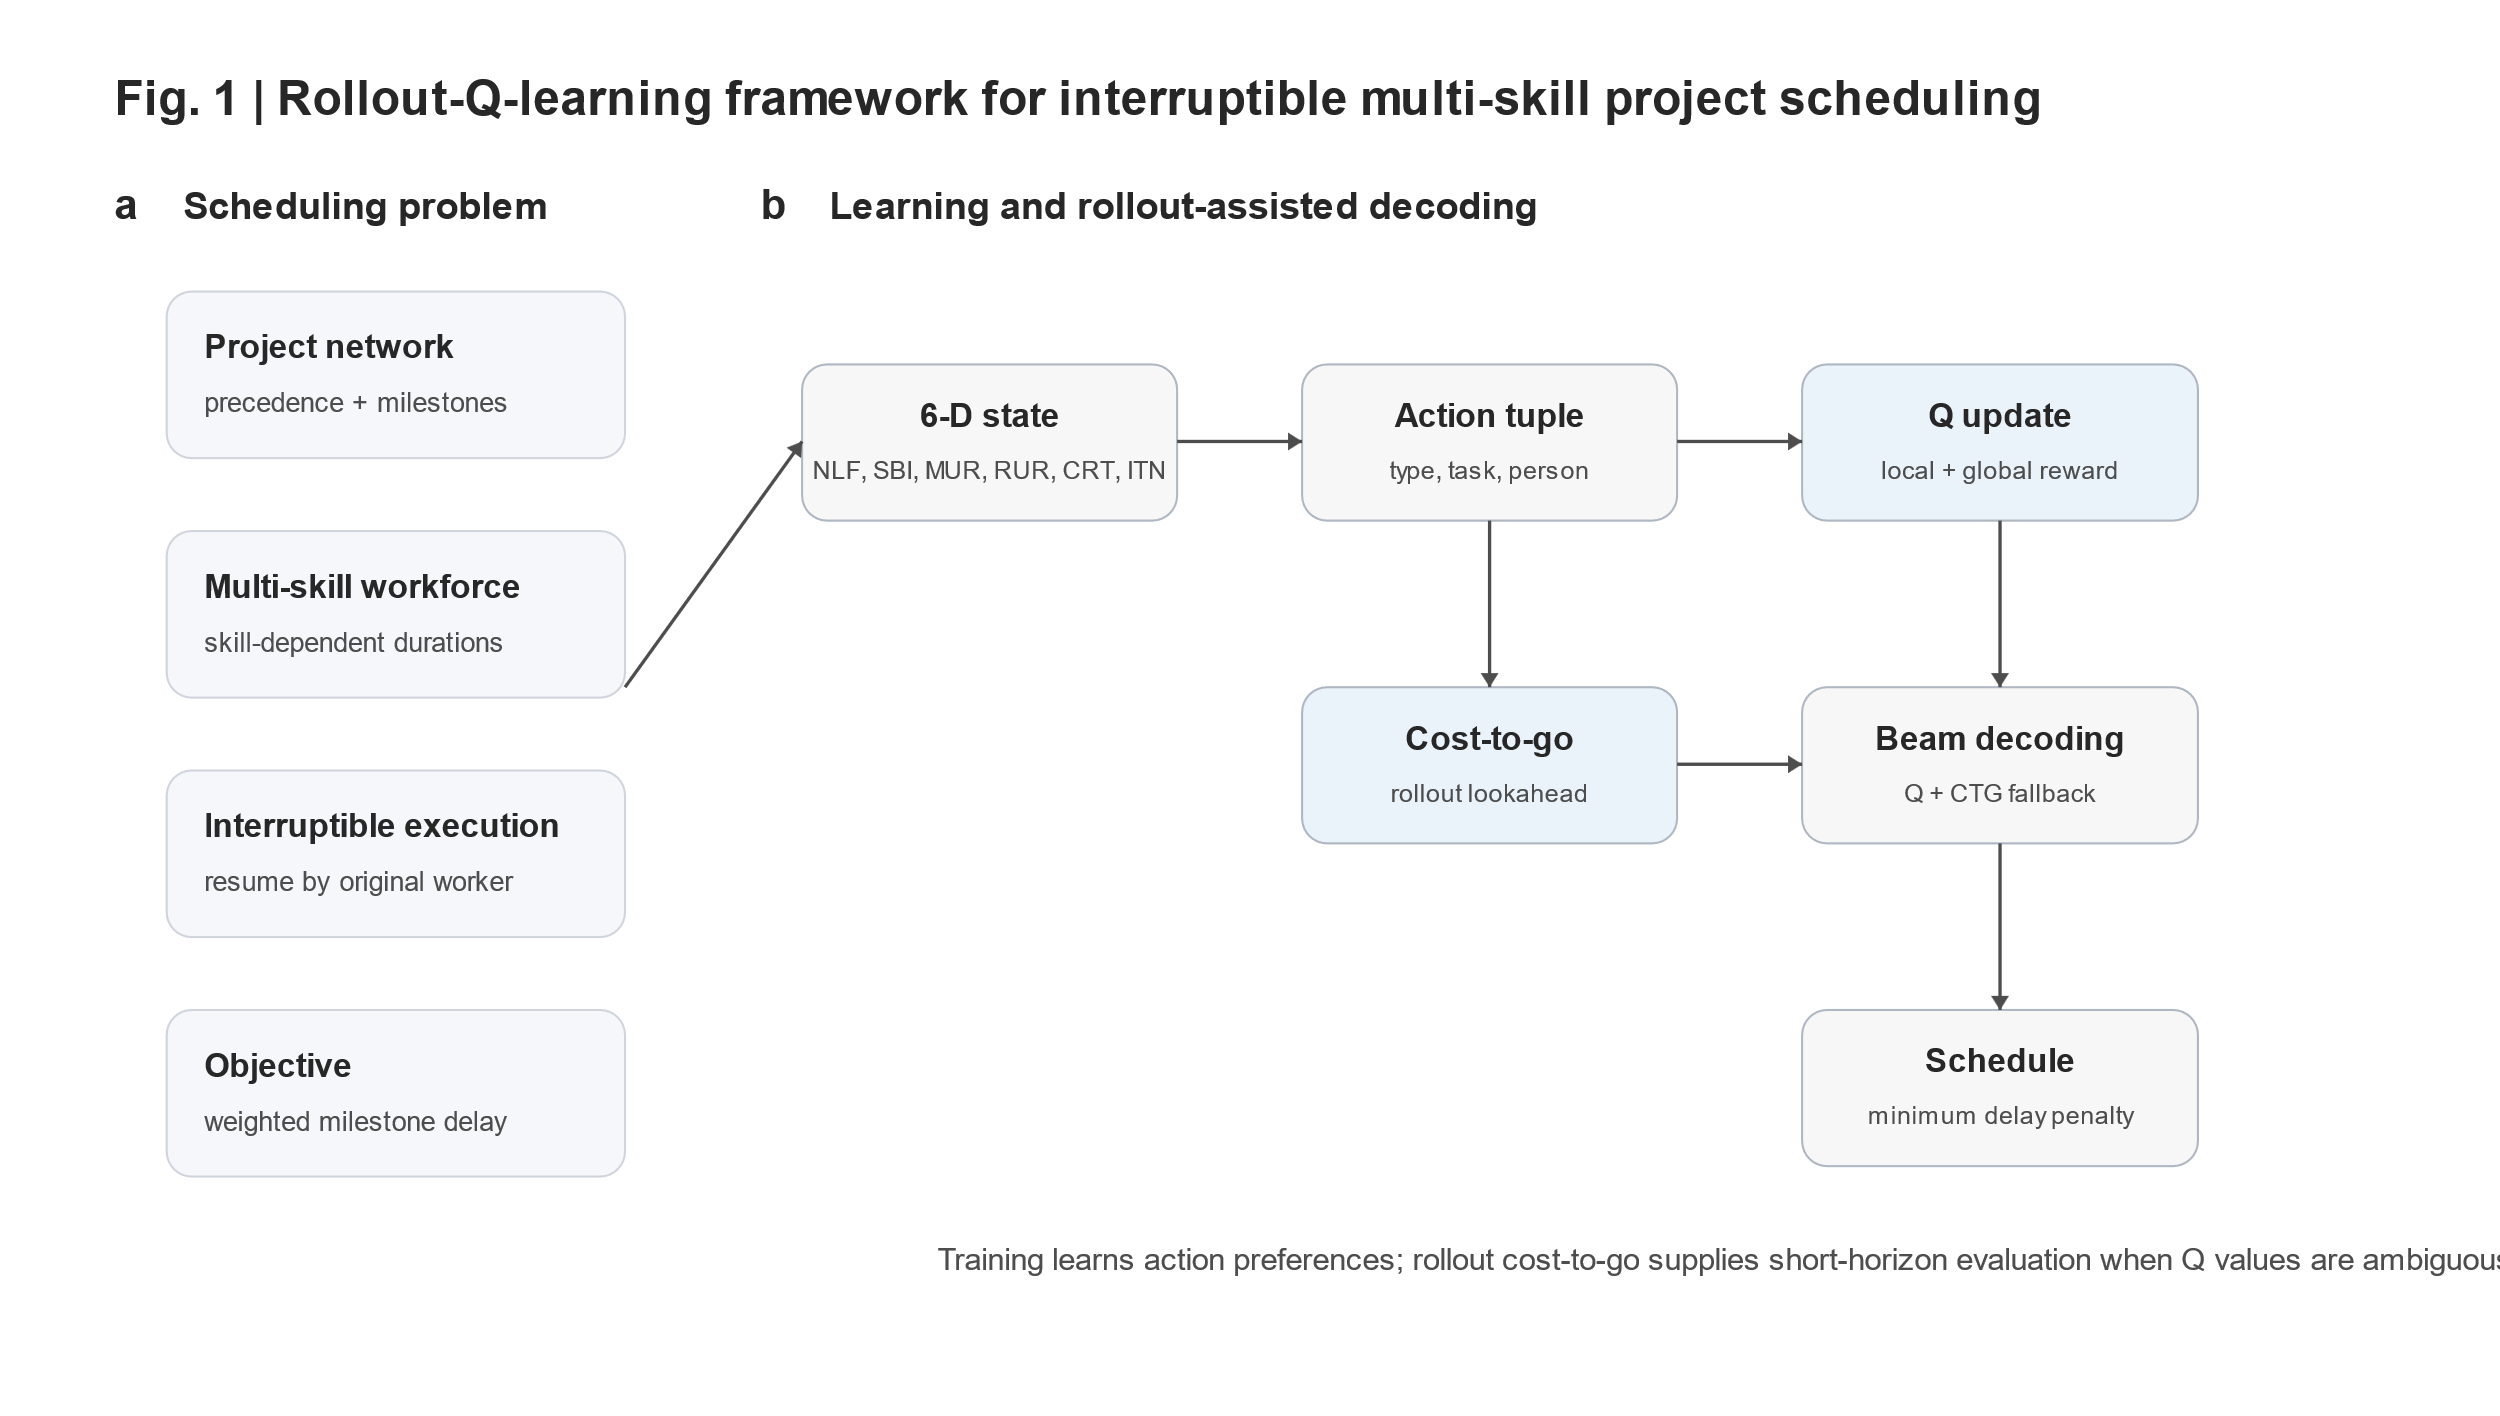 Fig. 1 | Rollout-Q-learning framework for interruptible multi-skill project scheduling
a Scheduling problem
Project network
precedence + milestones
Multi-skill workforce
skill-dependent durations
Interruptible execution
resume by original worker
Objective
weighted milestone delay
b Learning and rollout-assisted decoding
6-D state
NLF, SBI, MUR, RUR, CRT, ITN
Action tuple
type, task, person
Q update
local + global reward
Cost-to-go
rollout lookahead
Beam decoding
Q + CTG fallback
Schedule
minimum delay penalty
Training learns action preferences; rollout cost-to-go supplies short-horizon evaluation when Q values are ambiguous